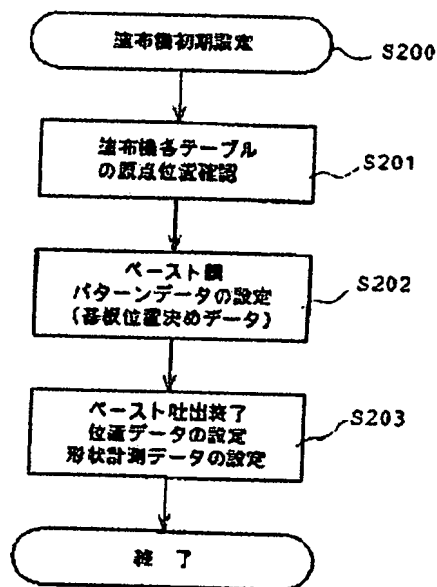 塗布機初期設定
S200
塗布機各テーブル
の原点位置確認
S201
ペースト膜
パターンデータの設定
(基板位置決めデータ)
S202
ペースト吐出終了
位置データの設定
形状計測データの設定
S203
終了